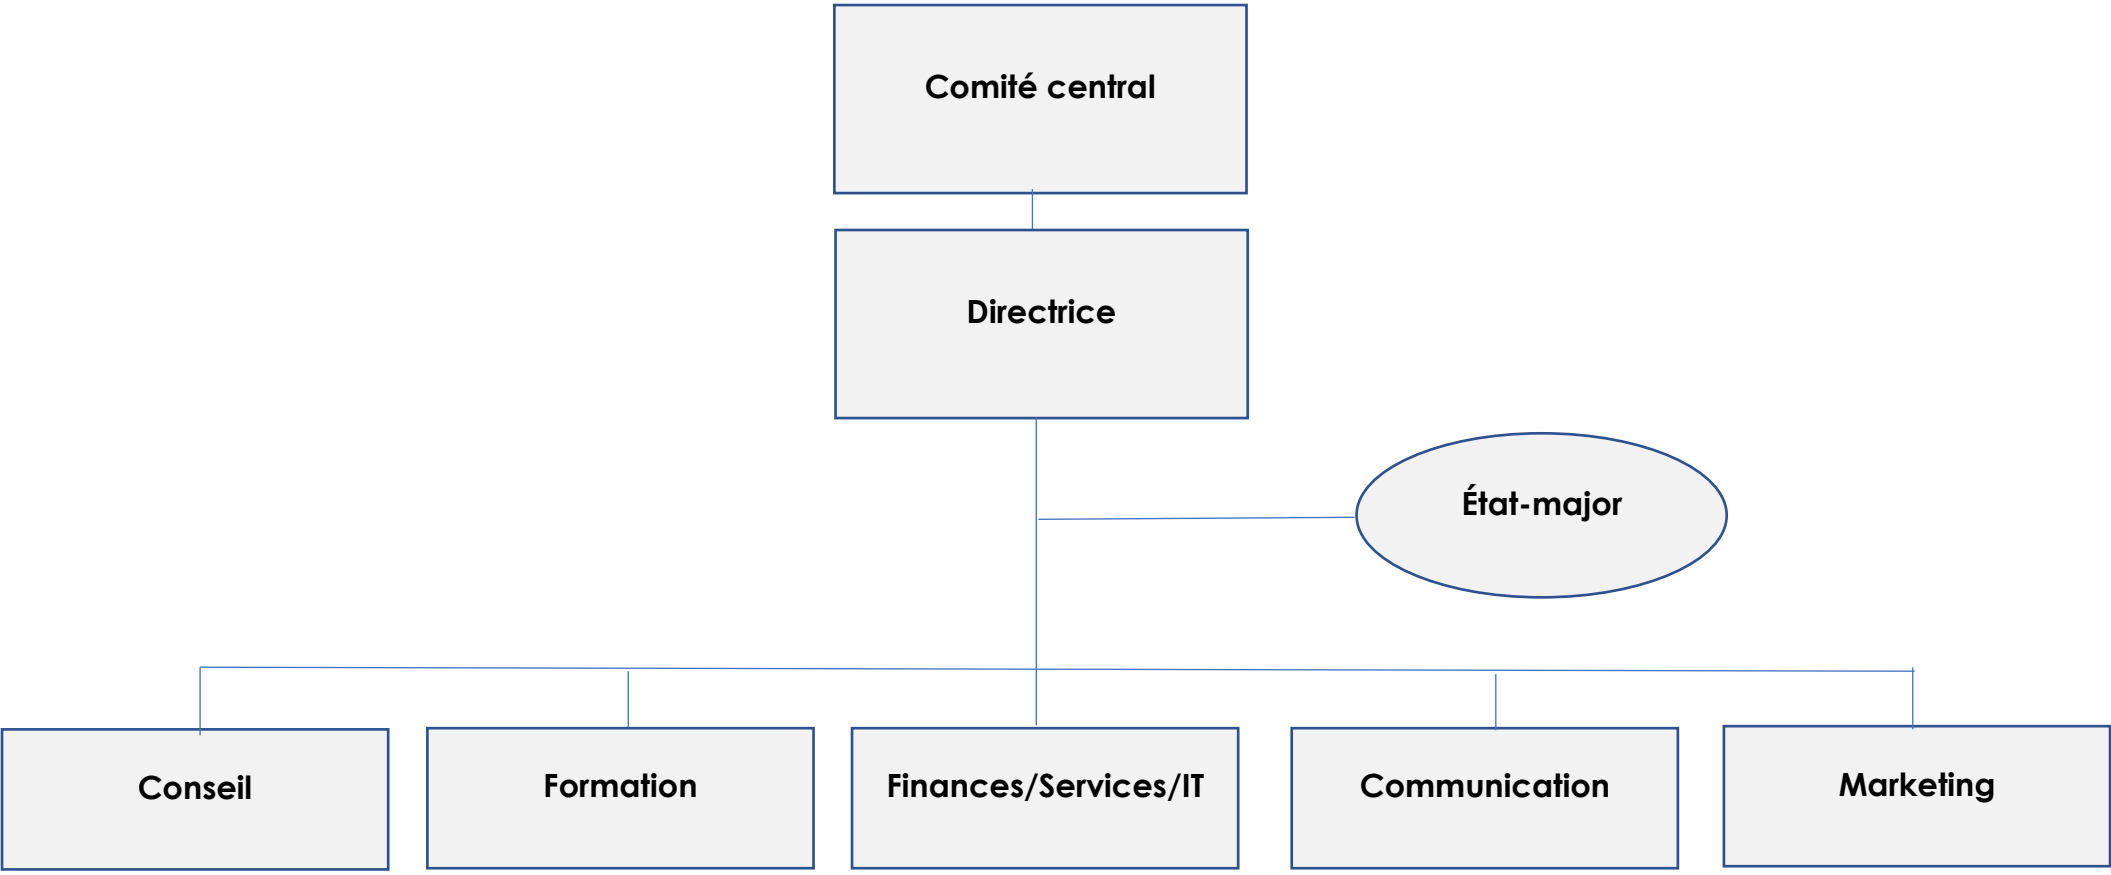 Comité central
Directrice
État-major
Conseil
Formation
Finances/Services/IT
Communication
Marketing